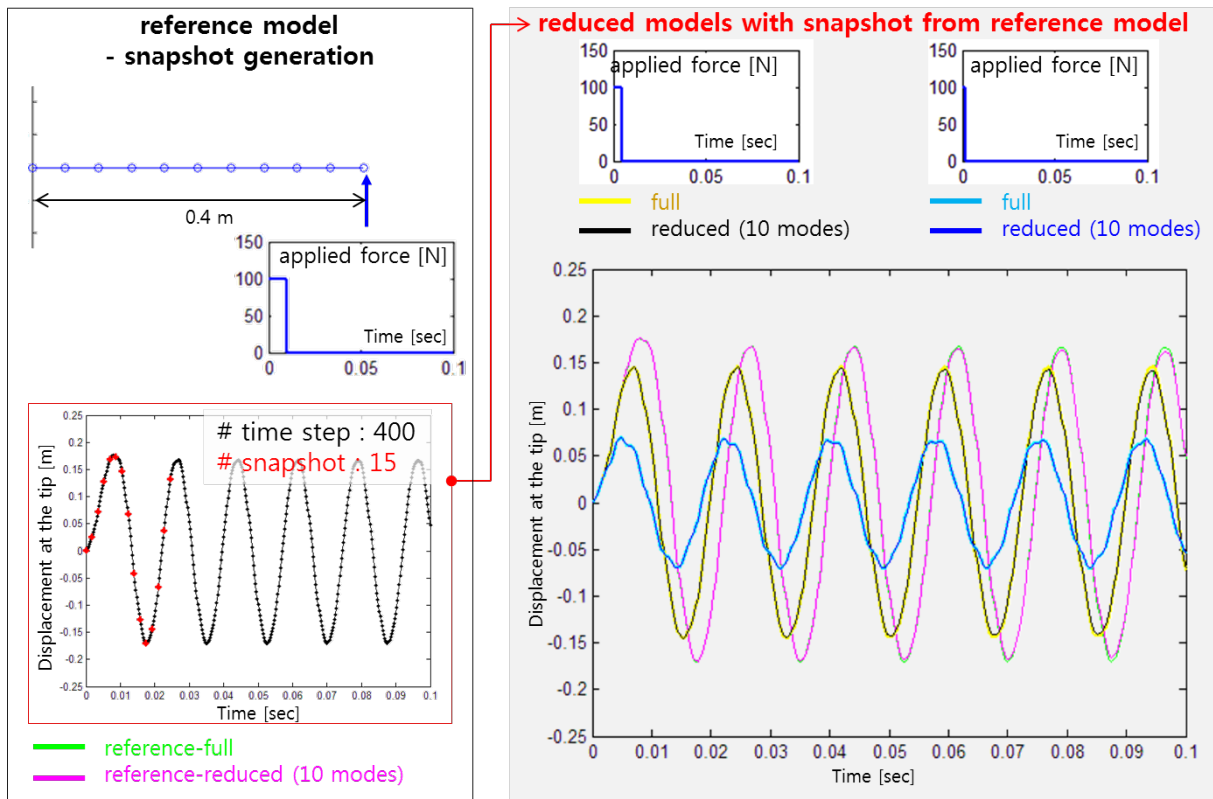 reference model
- snapshot generation
0.4 m
150
100
50
0
applied force [N]
Time [sec]
0
0.05
0.1
# time step : 400
# snapshot : 15
0.25
0.2
0.15
0.1
0.05
0
-0.05
-0.1
-0.15
-0.2
-0.25
Displacement at the tip [m]
0 0.01 0.02 0.03 0.04 0.05 0.06 0.07 0.08 0.09 0.1
Time [sec]
reference-full
reference-reduced (10 modes)
reduced models with snapshot from reference model
150
100
50
0
applied force [N]
Time [sec]
0 0.05 0.1
full
reduced (10 modes)
150
100
50
0
applied force [N]
Time [sec]
0 0.05 0.1
full
reduced (10 modes)
0.25
0.2
0.15
0.1
0.05
0
-0.05
-0.1
-0.15
-0.2
-0.25
Displacement at the tip [m]
0 0.01 0.02 0.03 0.04 0.05 0.06 0.07 0.08 0.09 0.1
Time [sec]